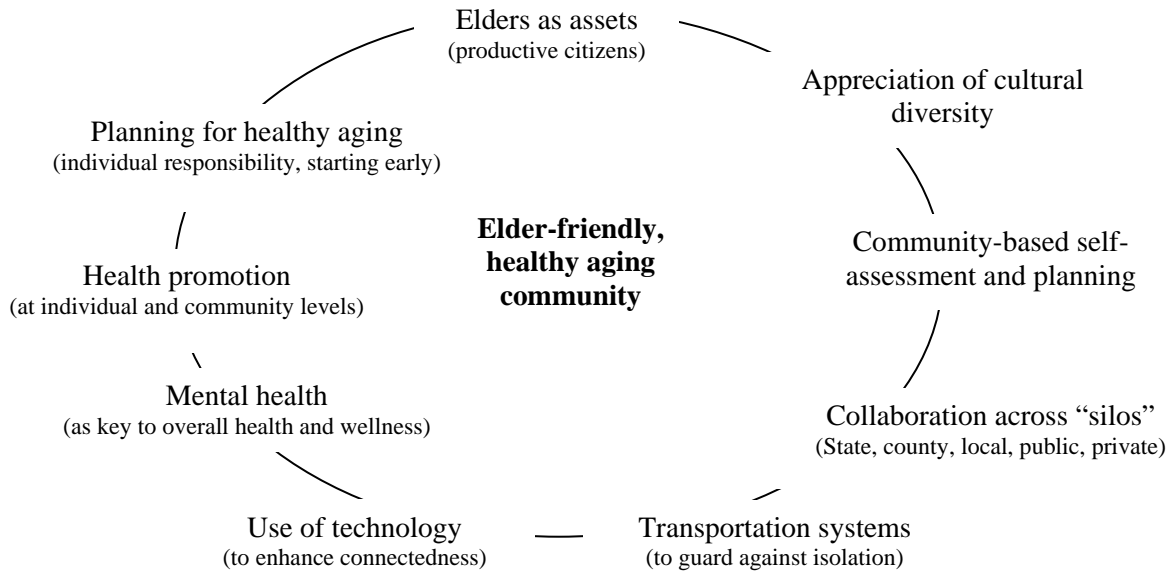 Elders as assets
(productive citizens)
Appreciation of cultural
diversity
Planning for healthy aging
(individual responsibility, starting early)
Elder-friendly,
healthy aging
community
Community-based self-
assessment and planning
Health promotion
(at individual and community levels)
Mental health
(as key to overall health and wellness)
Collaboration across “silos”
(State, county, local, public, private)
Use of technology
(to enhance connectedness)
Transportation systems
(to guard against isolation)